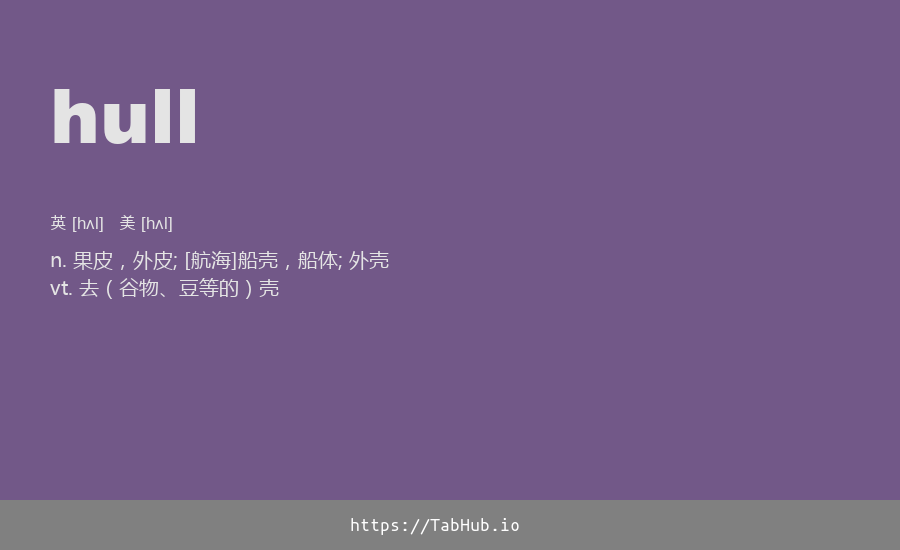 hull
英 [hʌl] 美 [hʌl]
n. 果皮，外皮; [航海]船壳，船体; 外壳
vt. 去（谷物、豆等的）壳
https://TabHub.io